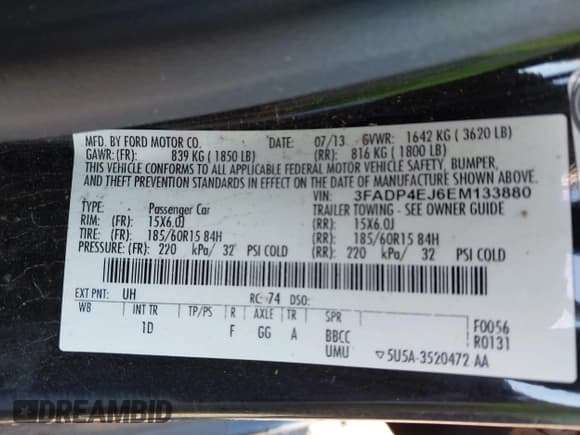 MFD. BY FORD MOTOR CO. DATE: 07/13 GVWR: 1642 KG ( 3620 LB)
GAWR: (FR): 839 KG ( 1850 LB) (RR): 816 KG ( 1800 LB)
THIS VEHICLE CONFORMS TO ALL APPLICABLE FEDERAL MOTOR VEHICLE SAFETY, BUMPER,
AND THEFT PREVENTION STANDARDS IN EFFECT ON THE DATE OF MANUFACTURE SHOWN ABOVE.
VIN: 3FADP4EJ6EM133880
TYPE: - Passenger Car TRAILER TOWING - SEE OWNER GUIDE
RIM: (FR): 15X6.0J (RR): 15X6.0J
TIRE: (FR): 185/60R15 84H (RR): 185/60R15 84H
PRESSURE: (FR): 220 kPa/ 32 PSI COLD (RR): 220 kPa/ 32 PSI COLD
EXT PNT: UH RC: 74 DSO:
WB INT TR TP/PS R AXLE TR SPR F0056
1D F GG A BBCC R0131
UMU ▽5U5A-3520472 AA
DREAMBID